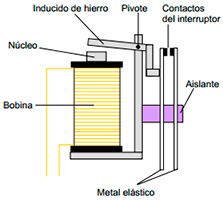 Inducido de hierro
Pivote
Contactos
del interruptor
Núcleo
Bobina
Aislante
Metal elástico